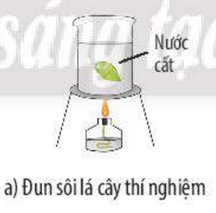 sáng tạo
Nước
cất
a) Đun sôi lá cây thí nghiệm